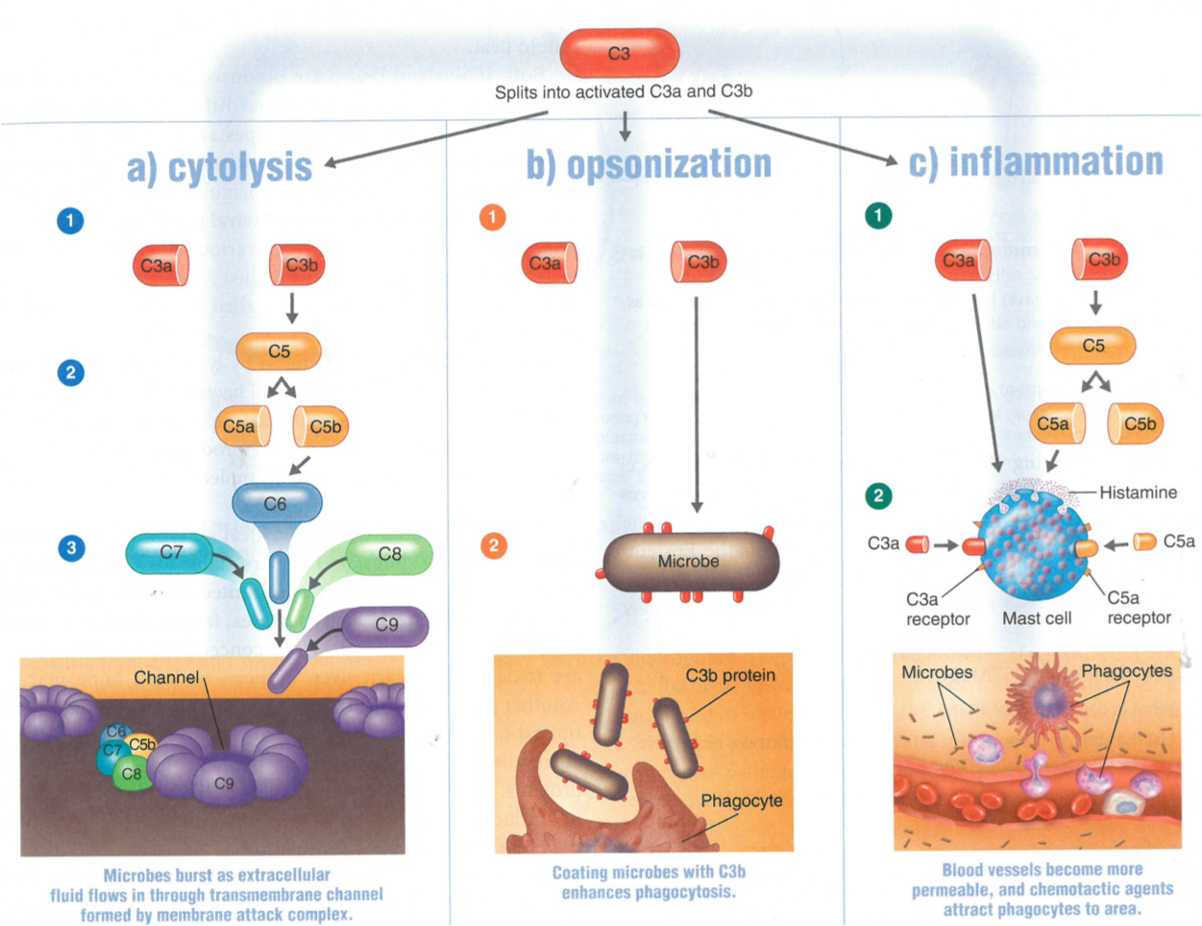 C3
Splits into activated C3a and C3b
a) cytolysis
1
C3a
C3b
C5
2
C5a
C5b
C6
3
C7
C8
C9
Channel
C6
C7
C5b
C8
C9
Microbes burst as extracellular
fluid flows in through transmembrane channel
formed by membrane attack complex.
b) opsonization
1
C3a
C3b
2
Microbe
C3b protein
Phagocyte
Coating microbes with C3b
enhances phagocytosis.
c) inflammation
1
C3a
C3b
C5
C5a
C5b
2
Histamine
C3a
C5a
C3a
receptor
Mast cell
C5a
receptor
Microbes
Phagocytes
Blood vessels become more
permeable, and chemotactic agents
attract phagocytes to area.